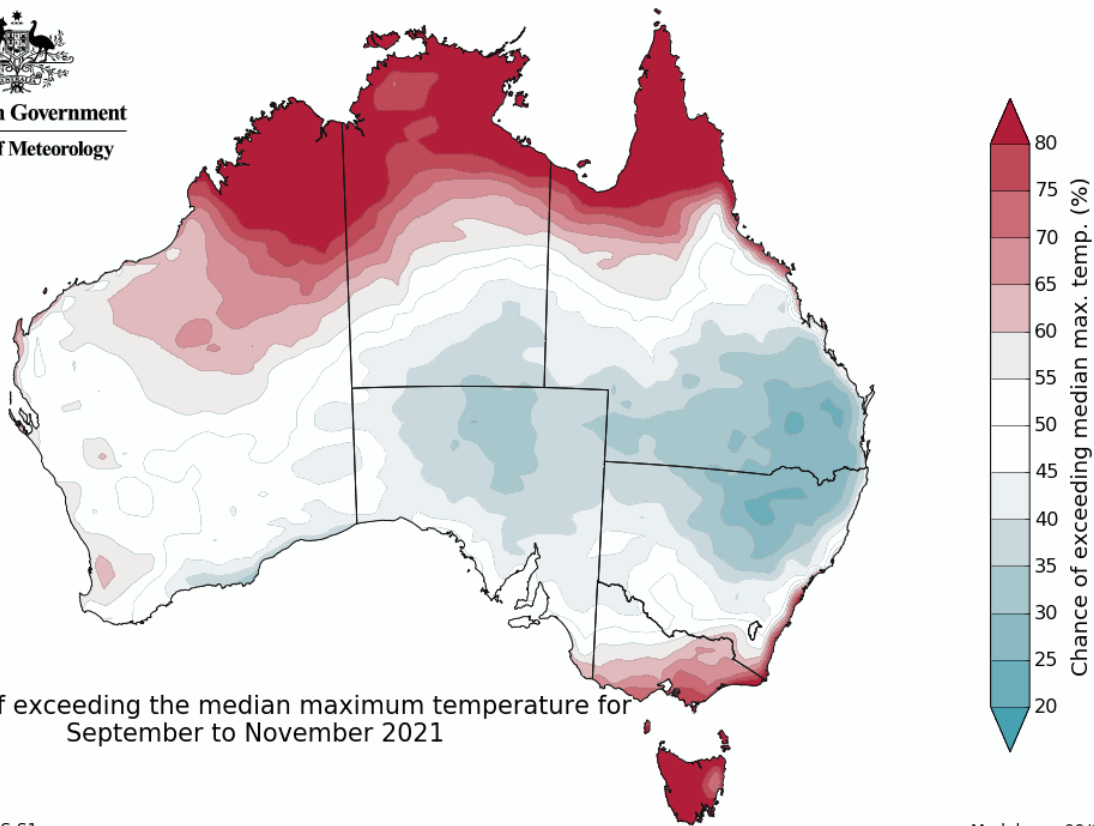 Government
Meteorology
exceeding the median maximum temperature for
September to November 2021
80
75
70
65
60
55
50
45
40
35
30
25
20
Chance of exceeding median max. temp. (%)